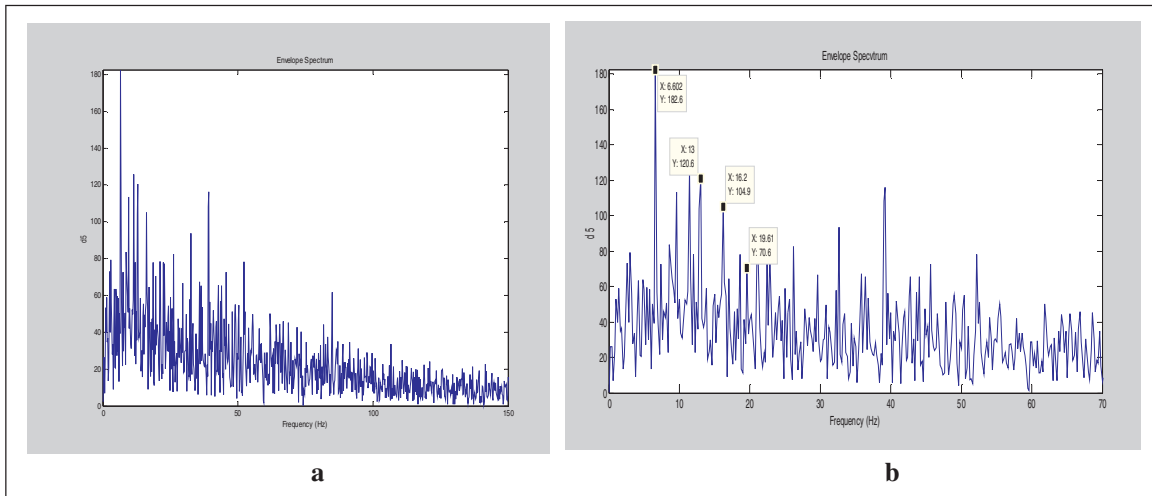 Envelope Spectrum
180
160
140
120
100
80
60
40
20
0
d5
0 50 100 150
Frequency (Hz)
a
Envelope Specvtrum
180
160
140
120
100
80
60
40
20
0
d 5
X: 6.602
Y: 182.6
X: 13
Y: 120.6
X: 16.2
Y: 104.9
X: 19.61
Y: 70.6
0 10 20 30 40 50 60 70
Frequency (Hz)
b